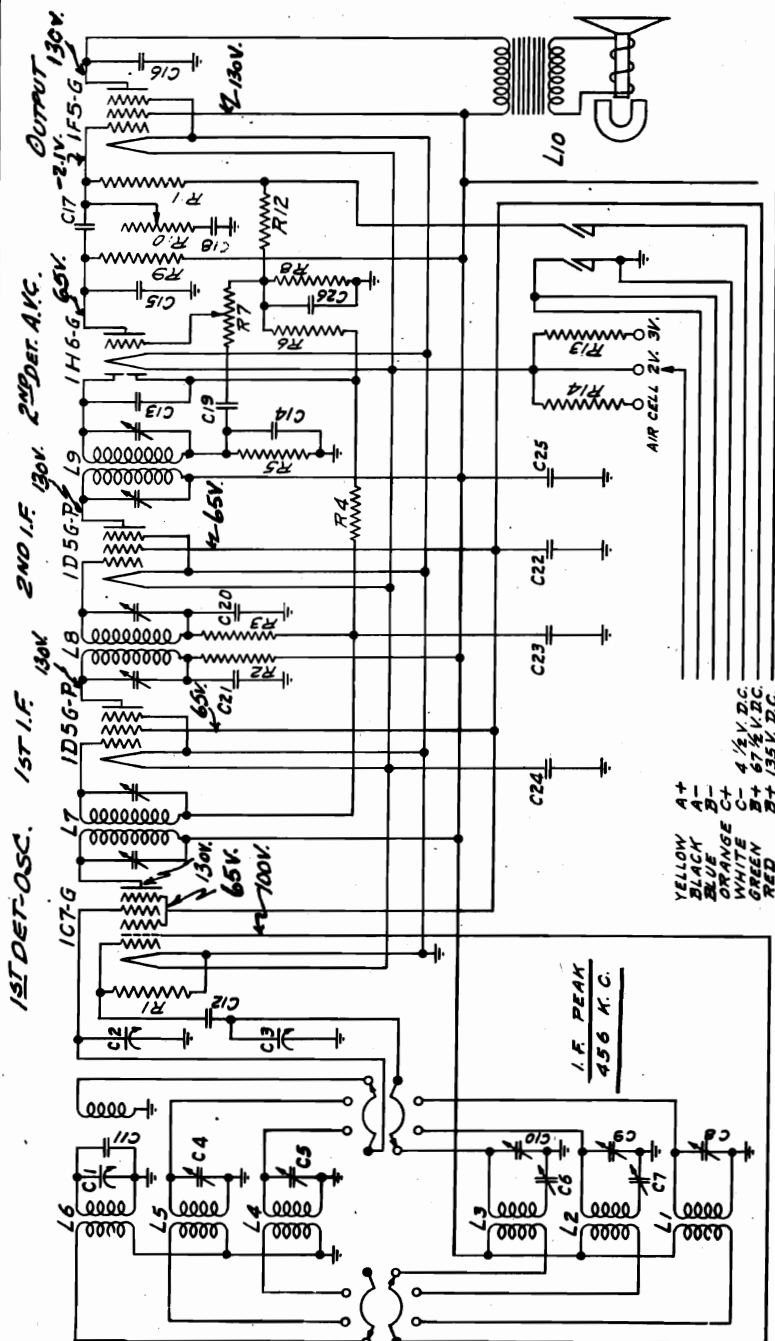 1ST DET-OSC.
1ST I.F.
2ND I.F.
2ND DET. A.V.C.
OUTPUT
1C7-G
1D5G-P
1D5G-P
1H6-G
1F5-G
130V.
130V.
65V.
-2.1V.
130V.
L6
C1
C11
L5
C4
L4
C5
L3
C10
C6
L2
C9
C7
L1
C8
C2
R1
C12
C3
130V.
65V.
100V.
L7
L8
C21
R2
65V.
C20
R3
L9
65V.
C13
C19
R5
C14
R4
C15
R9
C17
R10
C18
R11
R7
R6
C26
R8
R12
C16
130V.
L10
C24
C23
C22
C25
R14
R13
AIR CELL 2V. 3V.
I.F. PEAK
456 K.C.
YELLOW A+
BLACK A-
BLUE B-
ORANGE C+
WHITE C- 4 1/2 V. D.C.
GREEN B+ 67 1/2 V. D.C.
RED B+ 135 V. D.C.